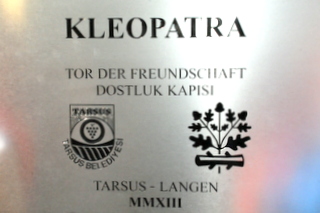 KLEOPATRA
TOR DER FREUNDSCHAFT
DOSTLUK KAPISI
TARSUS
TARSUS BELEDİYESİ
TARSUS - LANGEN
MMXIII